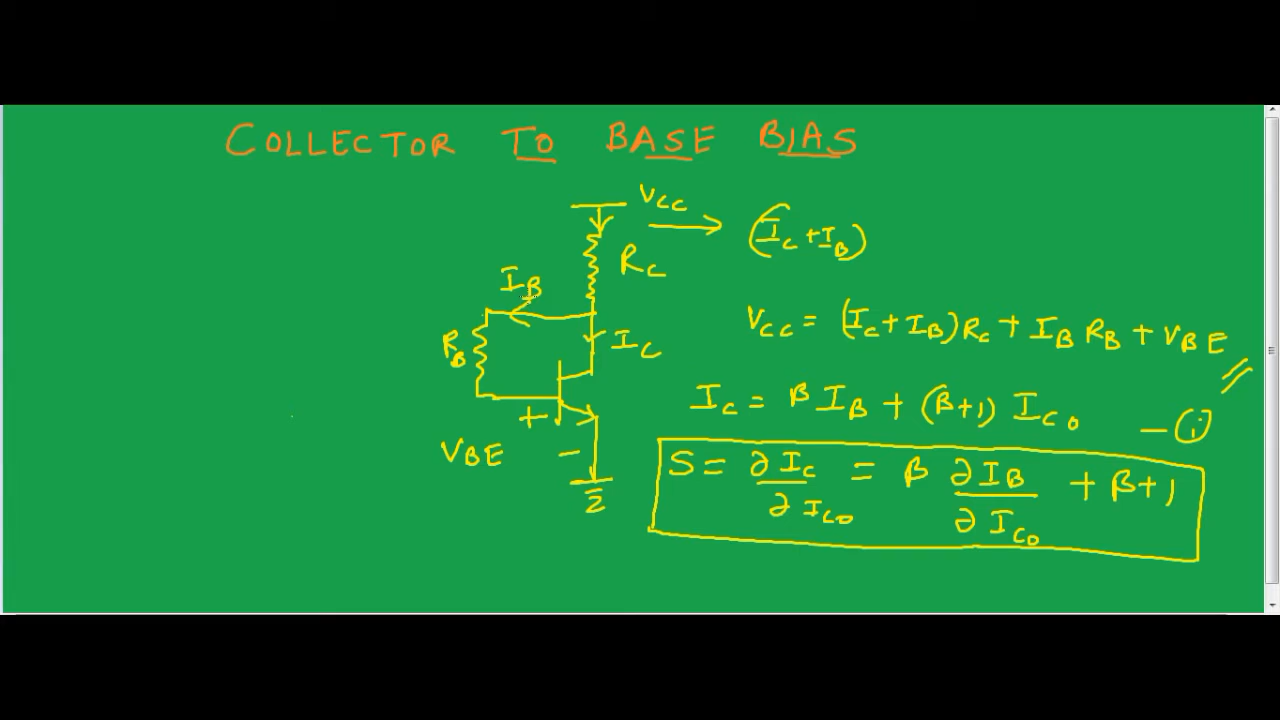 COLLECTOR TO BASE BIAS
VCC
(IC + IB)
RC
IB
VCC = (IC + IB) RC + IB RB + VBE
RB
IC
IC = β IB + (β+1) ICO — (i)
+
VBE
−
S = ∂IC/∂ICO = β ∂IB/∂ICO + β+1